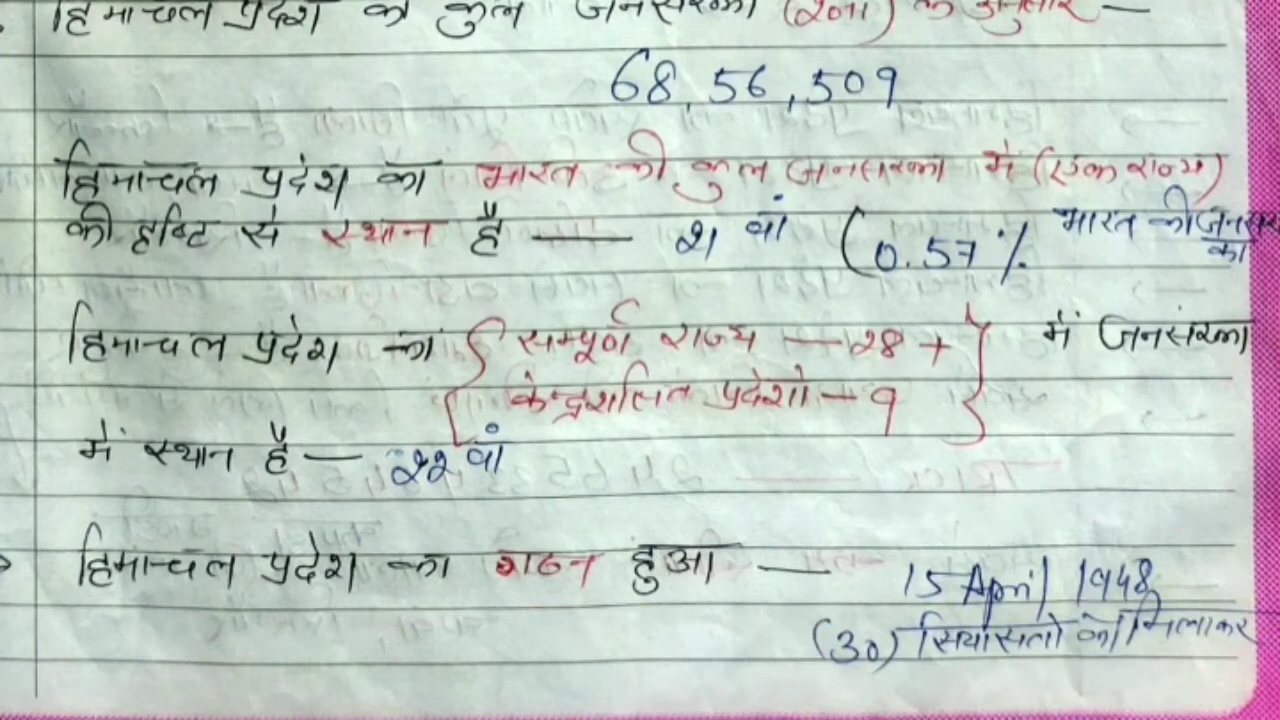 हिमाचल प्रदेश की कुल जनसंख्या (2011) के अनुसार —
68,56,509
हिमाचल प्रदेश का भारत की कुल जनसंख्या में (एक राज्य)
की दृष्टि से स्थान है — 21 वां (0.57% भारत की जनसं
का
हिमाचल प्रदेश का { सम्पूर्ण राज्य — 28 + } में जनसंख्या
केन्द्रशासित प्रदेशो — 9
में स्थान है — 22 वां
हिमाचल प्रदेश का गठन हुआ — 15 April 1948
(30) रियासतो को मिलाकर